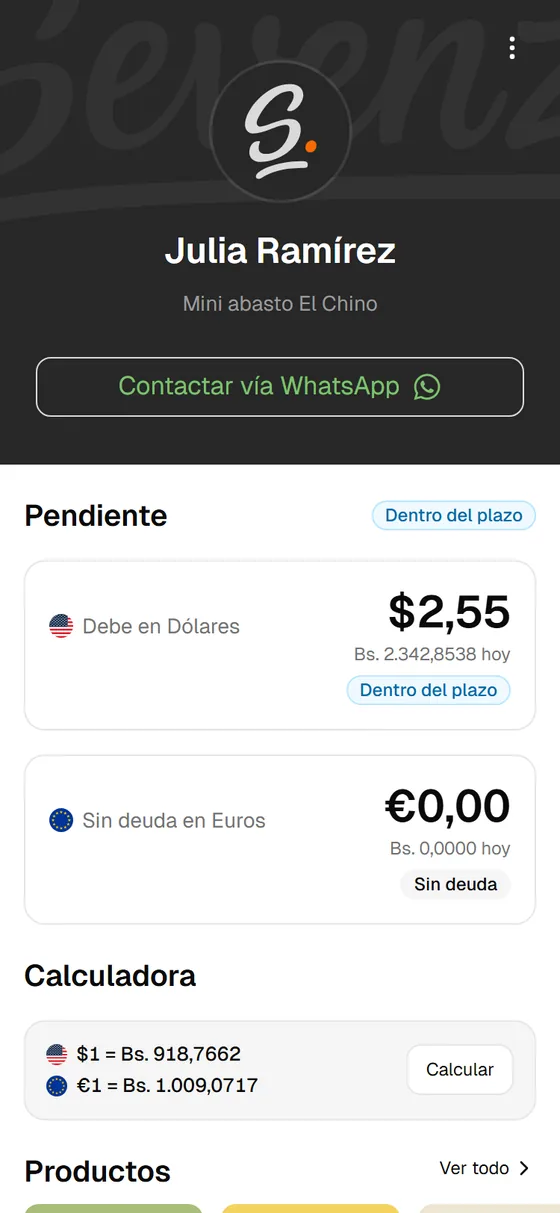 Sevenz
S.
Julia Ramírez
Mini abasto El Chino
Contactar vía WhatsApp
Pendiente
Dentro del plazo
Debe en Dólares
$2,55
Bs. 2.342,8538 hoy
Dentro del plazo
Sin deuda en Euros
€0,00
Bs. 0,0000 hoy
Sin deuda
Calculadora
$1 = Bs. 918,7662
€1 = Bs. 1.009,0717
Calcular
Productos
Ver todo